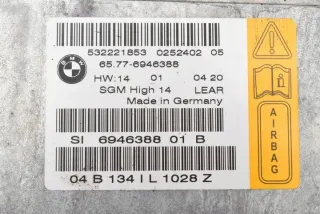 532221853 0252402 05
65.77-6946388
BMW
HW:14 01 04 20
SGM High 14 LEAR
Made in Germany
SI 6946388 01 B
04 B 134 I L 1028 Z
AIRBAG